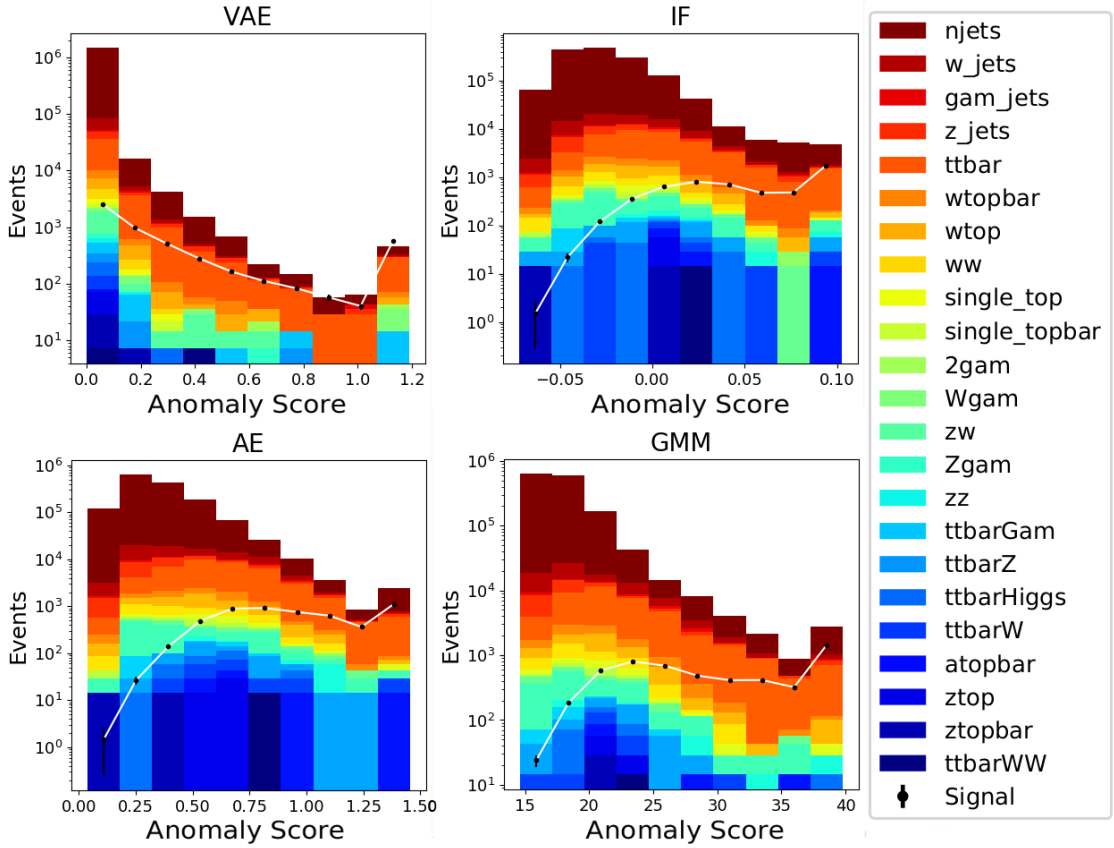 VAE
10^6
10^5
10^4
10^3
10^2
10^1
Events
0.0 0.2 0.4 0.6 0.8 1.0 1.2
Anomaly Score
IF
10^5
10^4
10^3
10^2
10^1
10^0
Events
−0.05 0.00 0.05 0.10
Anomaly Score
AE
10^6
10^5
10^4
10^3
10^2
10^1
10^0
Events
0.00 0.25 0.50 0.75 1.00 1.25 1.50
Anomaly Score
GMM
10^6
10^5
10^4
10^3
10^2
10^1
Events
15 20 25 30 35 40
Anomaly Score
njets
w_jets
gam_jets
z_jets
ttbar
wtopbar
wtop
ww
single_top
single_topbar
2gam
Wgam
zw
Zgam
zz
ttbarGam
ttbarZ
ttbarHiggs
ttbarW
atopbar
ztop
ztopbar
ttbarWW
Signal